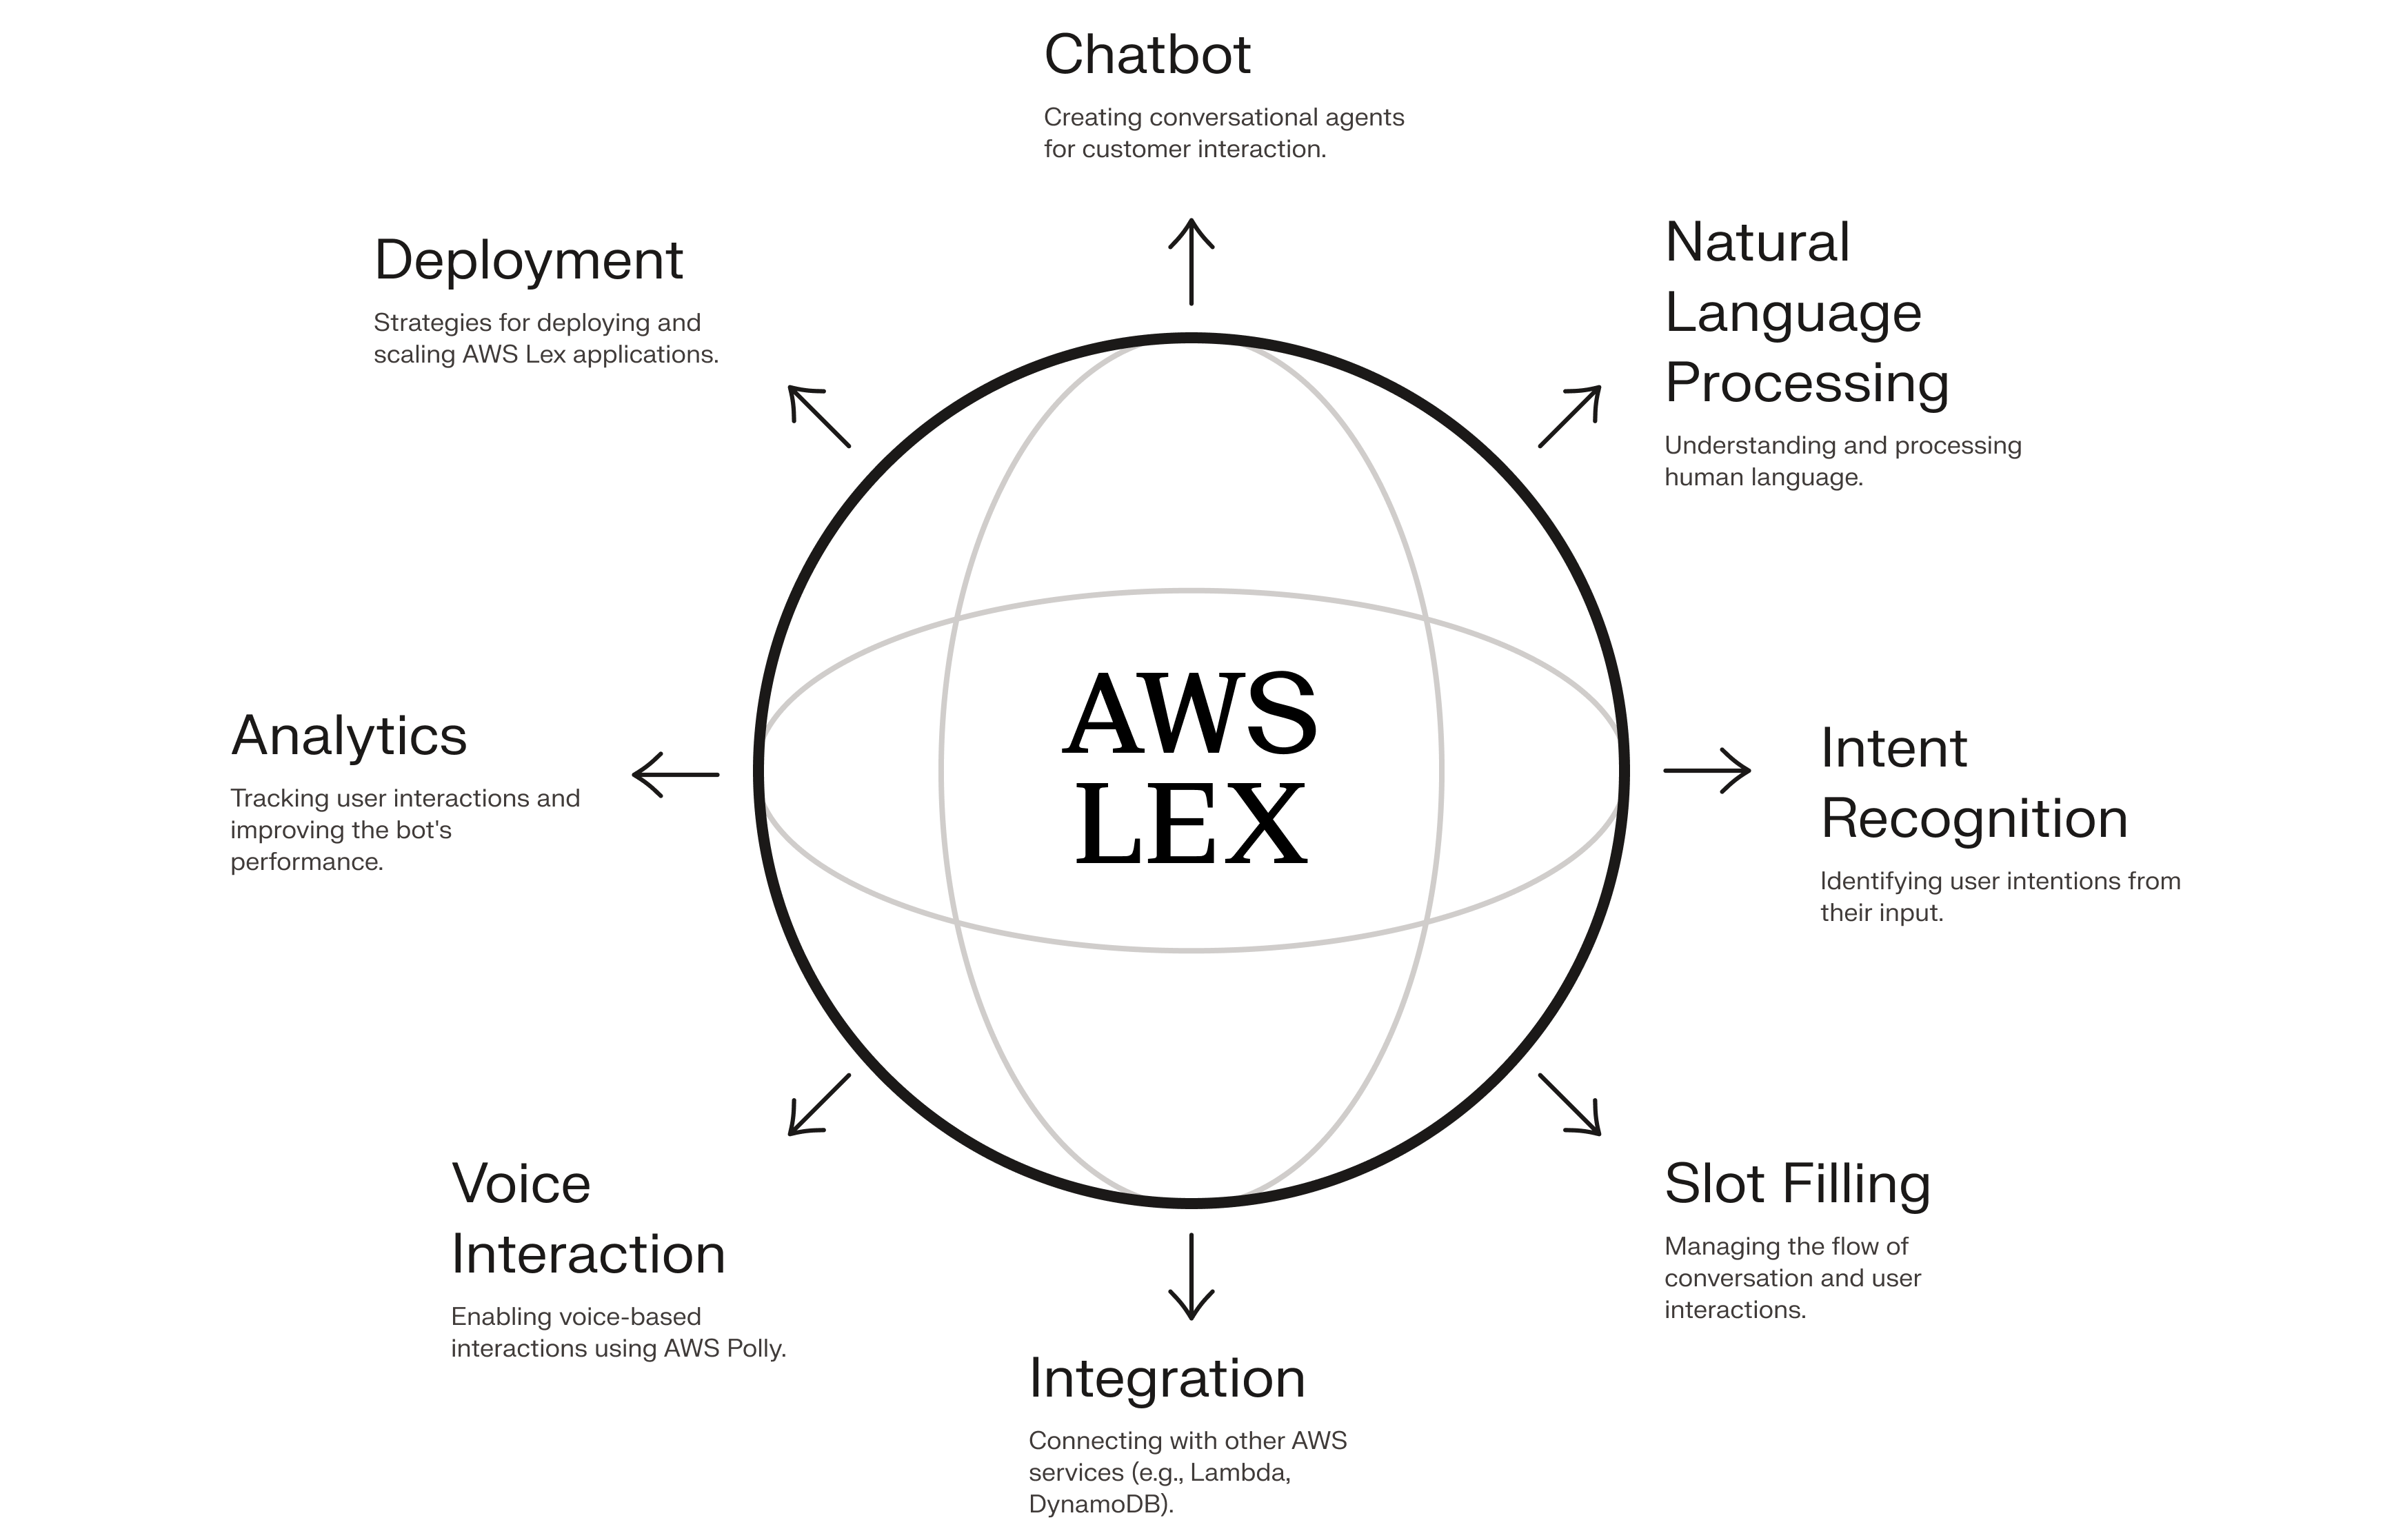 Chatbot
Creating conversational agents
for customer interaction.
Deployment
Strategies for deploying and
scaling AWS Lex applications.
Natural
Language
Processing
Understanding and processing
human language.
AWS
LEX
Analytics
Tracking user interactions and
improving the bot's
performance.
Intent
Recognition
Identifying user intentions from
their input.
Voice
Interaction
Enabling voice-based
interactions using AWS Polly.
Slot Filling
Managing the flow of
conversation and user
interactions.
Integration
Connecting with other AWS
services (e.g., Lambda,
DynamoDB).